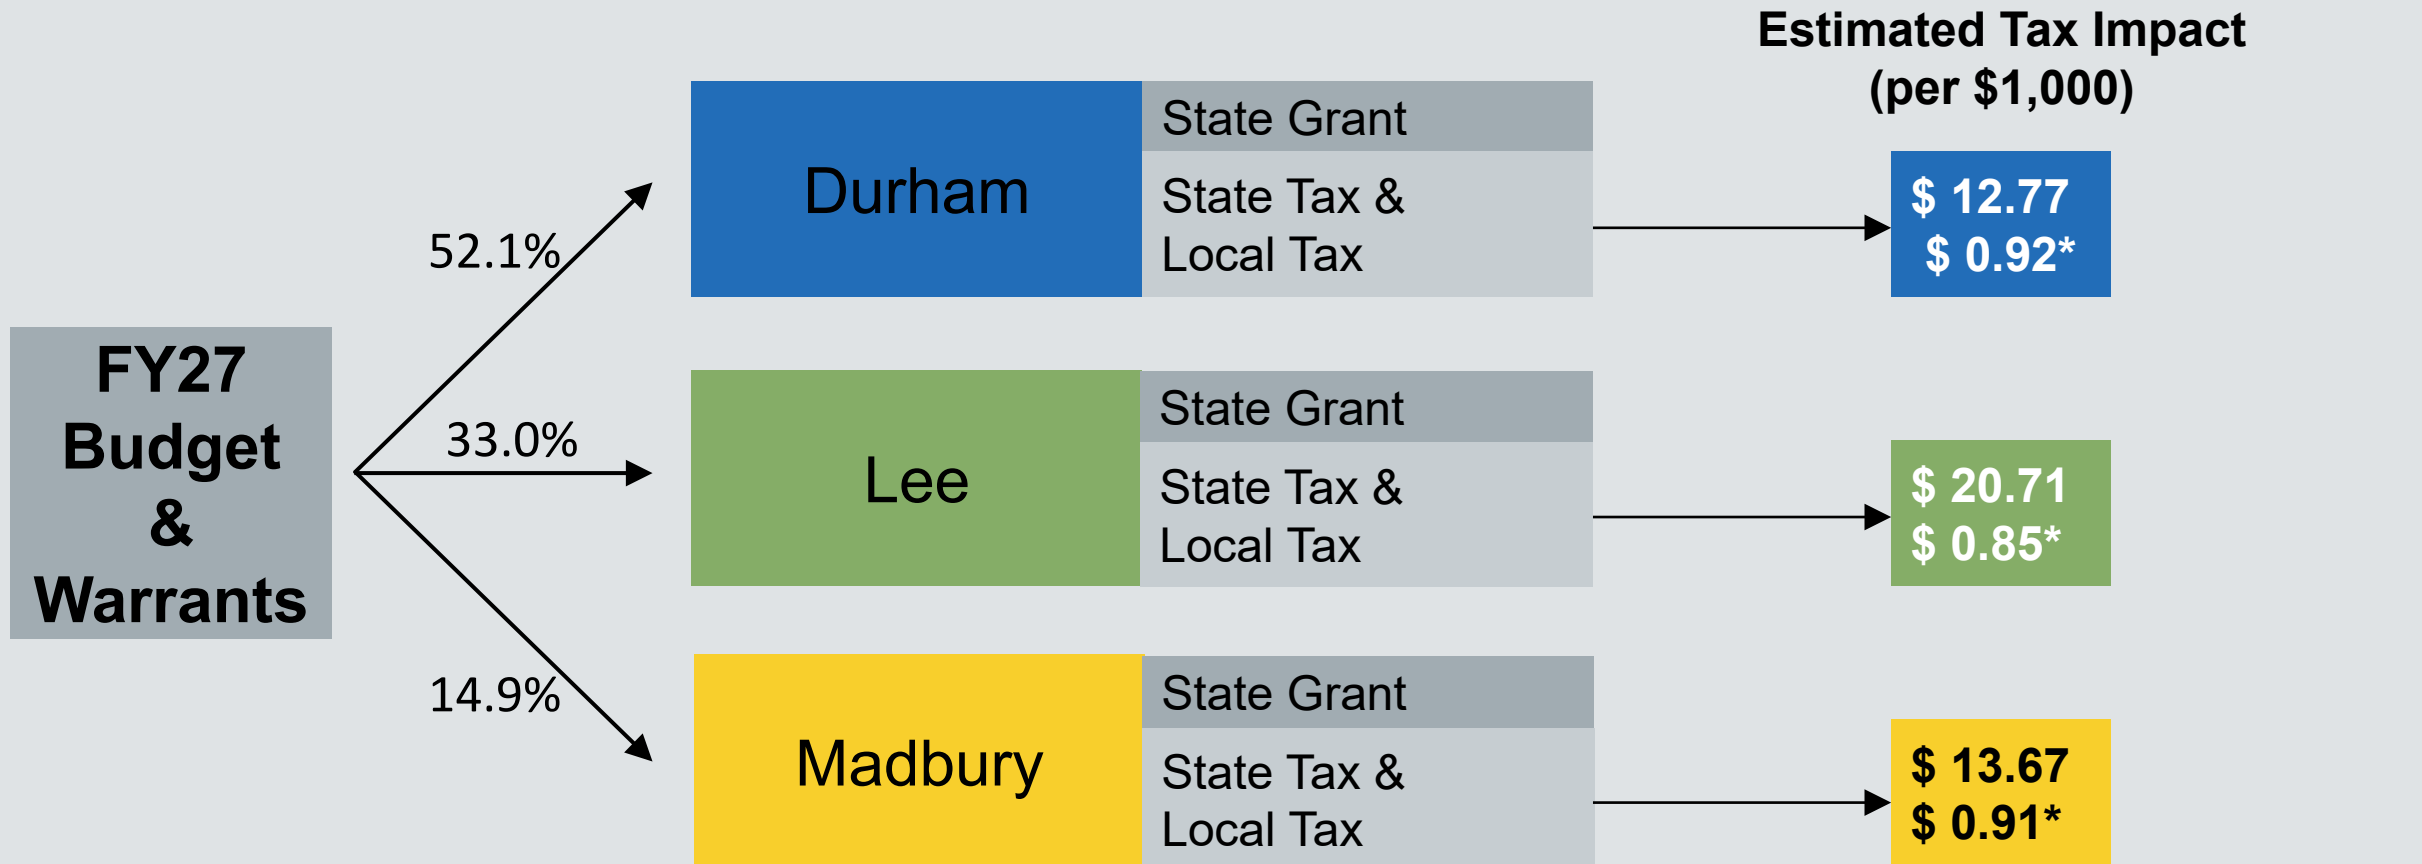 Estimated Tax Impact
(per $1,000)
FY27
Budget
&
Warrants
52.1%
33.0%
14.9%
Durham
State Grant
State Tax &
Local Tax
$ 12.77
$ 0.92*
Lee
State Grant
State Tax &
Local Tax
$ 20.71
$ 0.85*
Madbury
State Grant
State Tax &
Local Tax
$ 13.67
$ 0.91*